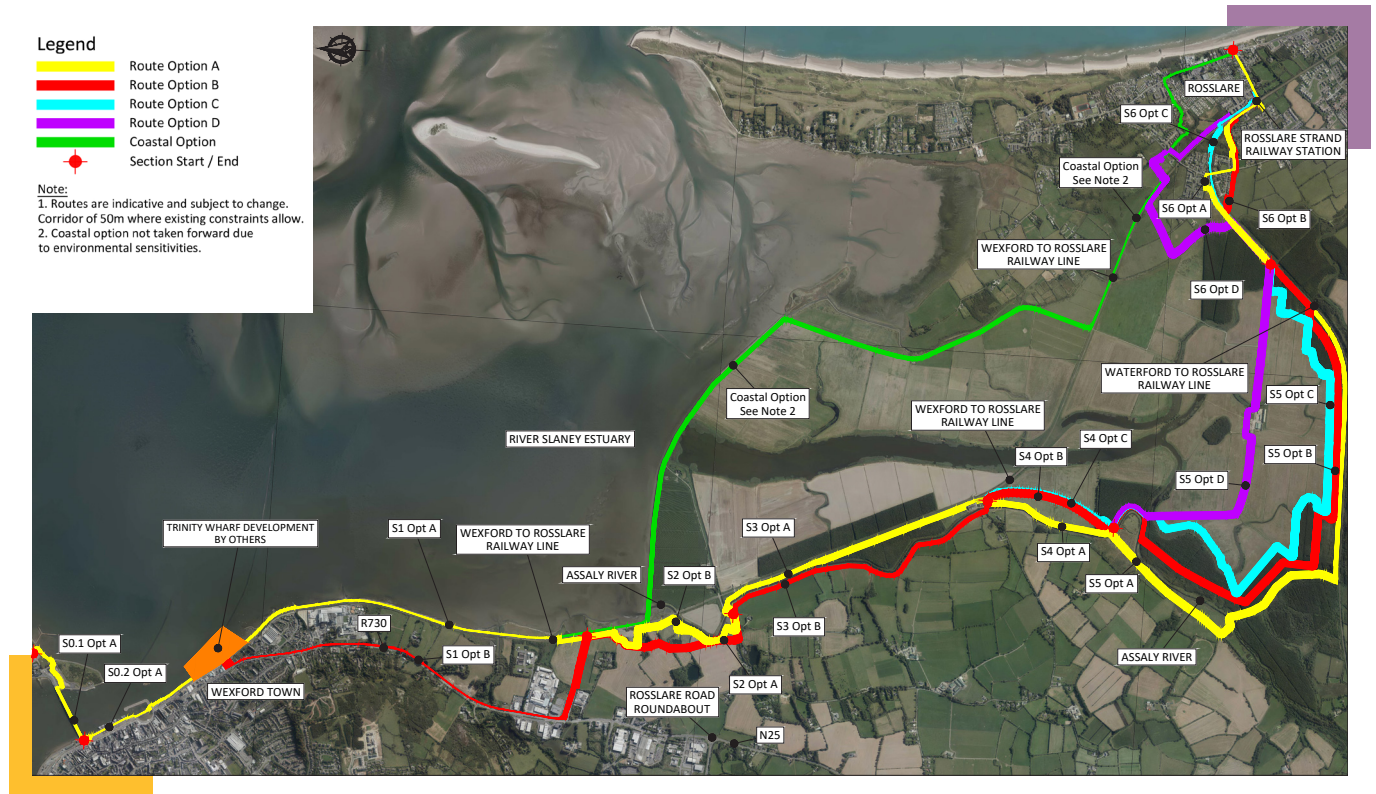 Legend
Route Option A
Route Option B
Route Option C
Route Option D
Coastal Option
Section Start / End
Note:
1. Routes are indicative and subject to change.
Corridor of 50m where existing constraints allow.
2. Coastal option not taken forward due
to environmental sensitivities.
ROSSLARE
S6 Opt C
ROSSLARE STRAND
RAILWAY STATION
Coastal Option
See Note 2
S6 Opt A
S6 Opt B
WEXFORD TO ROSSLARE
RAILWAY LINE
S6 Opt D
WATERFORD TO ROSSLARE
RAILWAY LINE
S5 Opt C
Coastal Option
See Note 2
WEXFORD TO ROSSLARE
RAILWAY LINE
RIVER SLANEY ESTUARY
S4 Opt C
S4 Opt B
S5 Opt B
S5 Opt D
TRINITY WHARF DEVELOPMENT
BY OTHERS
S1 Opt A
WEXFORD TO ROSSLARE
RAILWAY LINE
S3 Opt A
S4 Opt A
ASSALY RIVER
S2 Opt B
S5 Opt A
R730
S3 Opt B
S0.1 Opt A
S1 Opt B
ASSALY RIVER
S0.2 Opt A
S2 Opt A
WEXFORD TOWN
ROSSLARE ROAD
ROUNDABOUT
N25